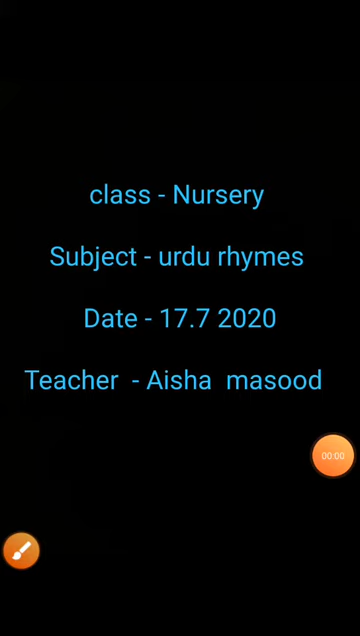 class - Nursery
Subject - urdu rhymes
Date - 17.7 2020
Teacher - Aisha masood
00:00